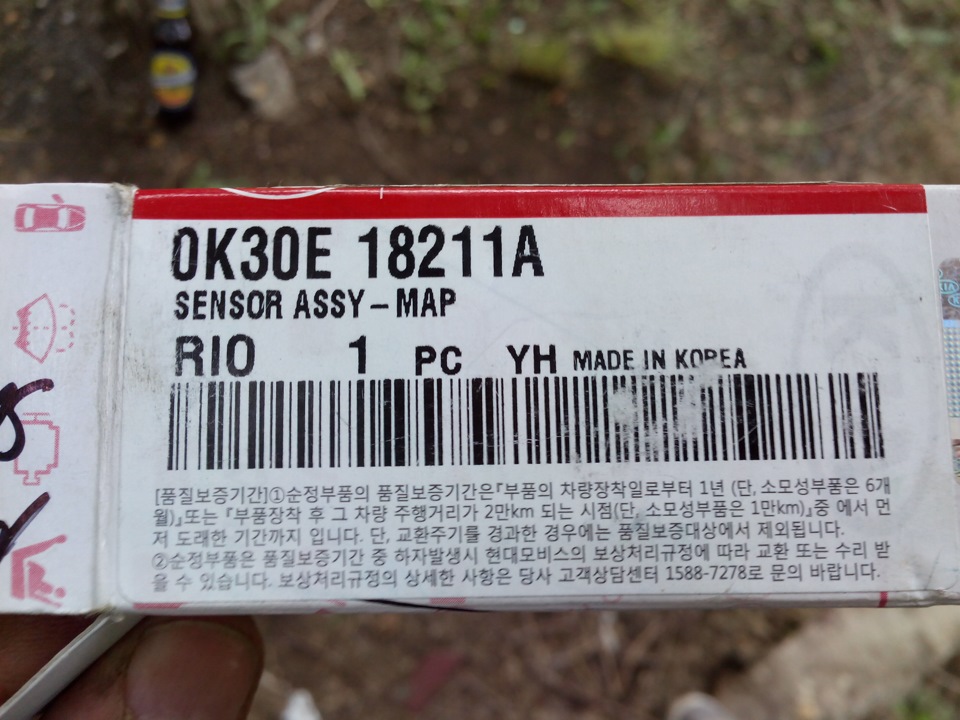 0K30E 18211A
SENSOR ASSY-MAP
RIO 1 PC YH MADE IN KOREA
[품질보증기간]①순정부품의 품질보증기간은『부품의 차량장착일로부터 1년 (단, 소모성부품은 6개
월)』또는 『부품장착 후 그 차량 주행거리가 2만km 되는 시점(단, 소모성부품은 1만km)』중 에서 먼
저 도래한 기간까지 입니다. 단, 교환주기를 경과한 경우에는 품질보증대상에서 제외됩니다.
②순정부품은 품질보증기간 중 하자발생시 현대모비스의 보상처리규정에 따라 교환 또는 수리 받
을 수 있습니다. 보상처리규정의 상세한 사항은 당사 고객상담센터 1588-7278로 문의 바랍니다.